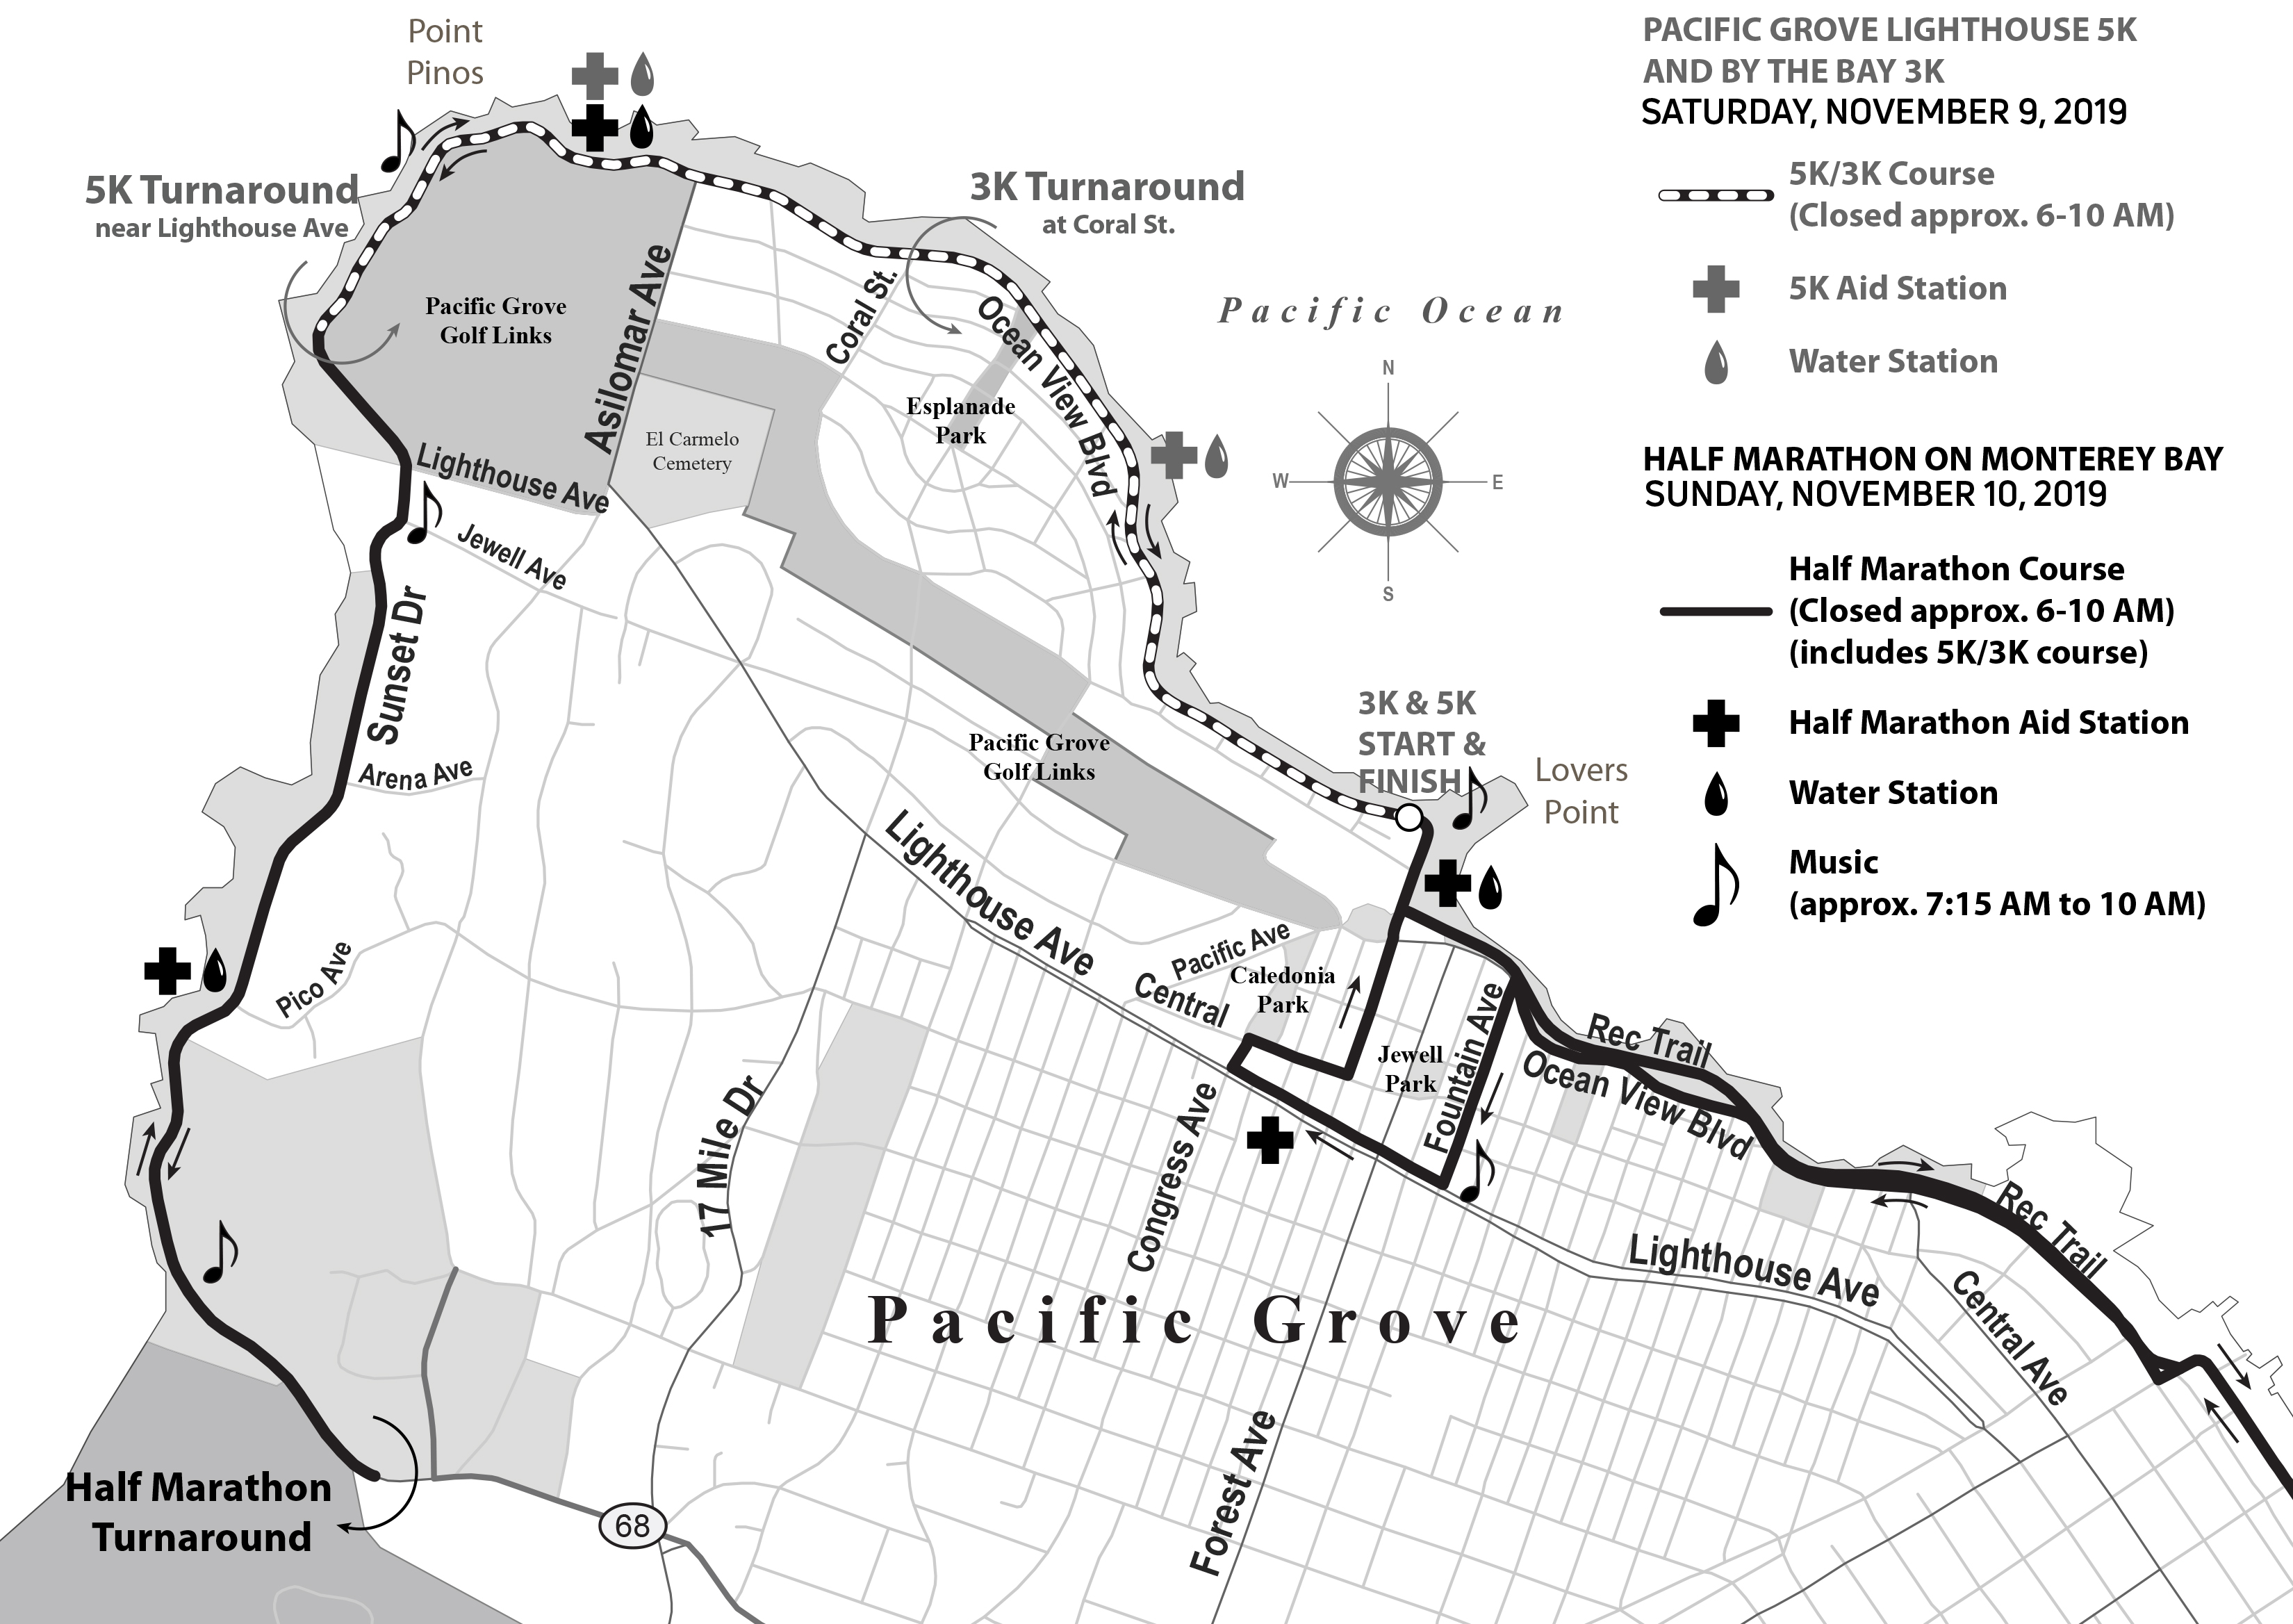 Point
Pinos
5K Turnaround
near Lighthouse Ave
3K Turnaround
at Coral St.
Pacific Grove
Golf Links
Asilomar Ave
Coral St.
Ocean View Blvd
Esplanade
Park
El Carmelo
Cemetery
Lighthouse Ave
Jewell Ave
Sunset Dr
Arena Ave
Pico Ave
Pacific Ocean
N
W
E
S
PACIFIC GROVE LIGHTHOUSE 5K
AND BY THE BAY 3K
SATURDAY, NOVEMBER 9, 2019
5K/3K Course
(Closed approx. 6-10 AM)
5K Aid Station
Water Station
HALF MARATHON ON MONTEREY BAY
SUNDAY, NOVEMBER 10, 2019
Half Marathon Course
(Closed approx. 6-10 AM)
(includes 5K/3K course)
Half Marathon Aid Station
Water Station
Music
(approx. 7:15 AM to 10 AM)
3K & 5K
START &
FINISH
Lovers
Point
Pacific Grove
Golf Links
Lighthouse Ave
Pacific Ave
Central
Caledonia
Park
Jewell
Park
Fountain Ave
Rec Trail
Ocean View Blvd
Congress Ave
17 Mile Dr
Rec Trail
Lighthouse Ave
Central Ave
Pacific Grove
Forest Ave
Half Marathon
Turnaround
68